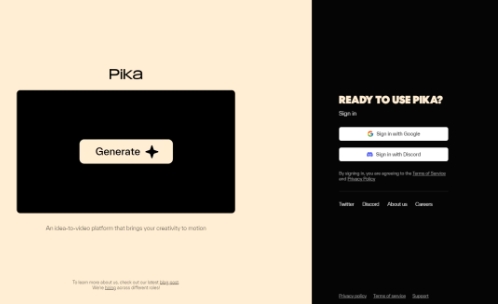 Pika
Generate
An idea-to-video platform that brings your creativity to motion
To learn more about us, check out our latest blog post.
We're hiring across different roles!
READY TO USE PIKA?
Sign in
Sign in with Google
Sign in with Discord
By signing in, you are agreeing to the Terms of Service
and Privacy Policy
Twitter Discord About us Careers
Privacy policy Terms of service Support